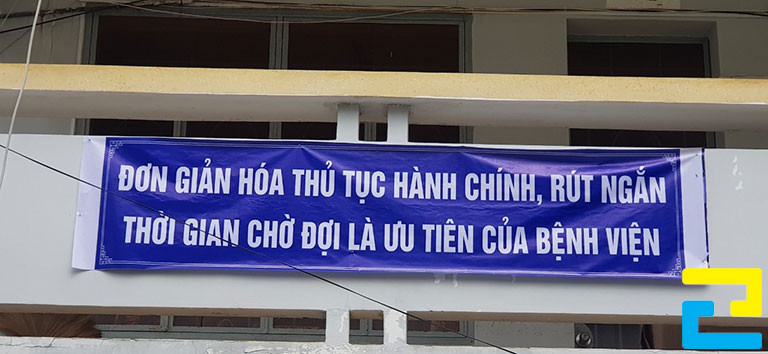 ĐƠN GIẢN HÓA THỦ TỤC HÀNH CHÍNH, RÚT NGẮN
THỜI GIAN CHỜ ĐỢI LÀ ƯU TIÊN CỦA BỆNH VIỆN